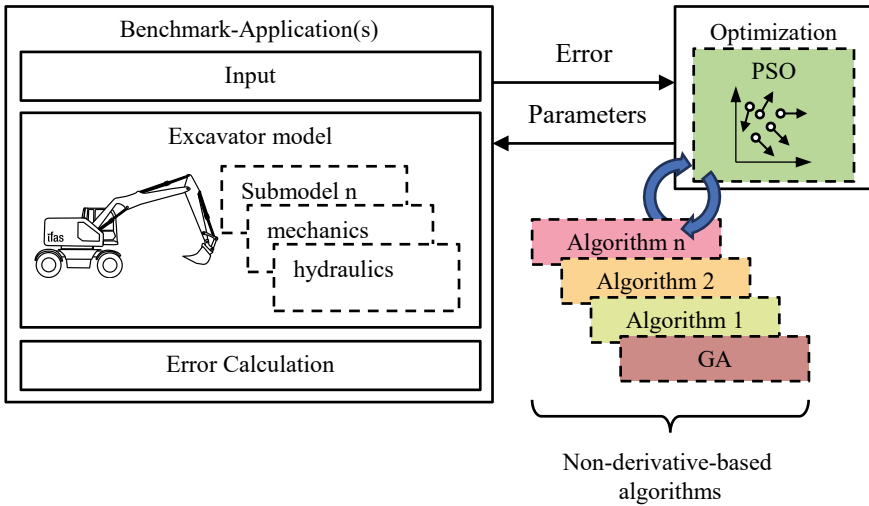 Benchmark-Application(s)
Input
Excavator model
Submodel n
mechanics
hydraulics
ifas
Error Calculation
Error
Parameters
Optimization
PSO
Algorithm n
Algorithm 2
Algorithm 1
GA
Non-derivative-based
algorithms